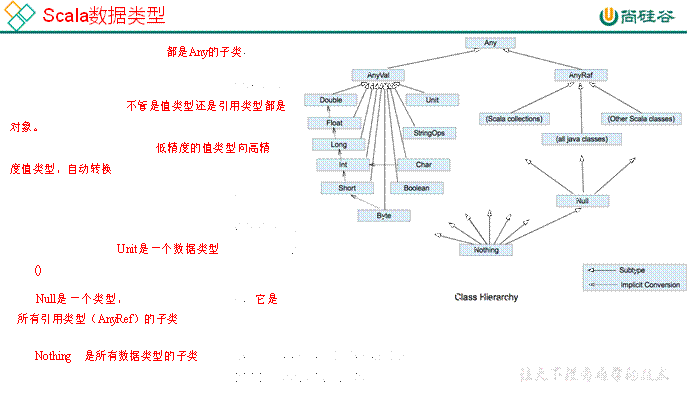 Scala数据类型
尚硅谷
都是Any的子类.
不管是值类型还是引用类型都是
对象。
低精度的值类型向高精
度值类型,自动转换
Unit是一个数据类型
()
Null是一个类型, 它是
所有引用类型(AnyRef)的子类
Nothing 是所有数据类型的子类
Any
AnyVal
AnyRaf
Double
Unit
Float
StringOps
Long
Int
Char
Short
Boolean
Byte
(Scala collections)
(Other Scala classes)
(all java classes)
Null
Nothing
Subtype
Implicit Conversion
Class Hierarchy